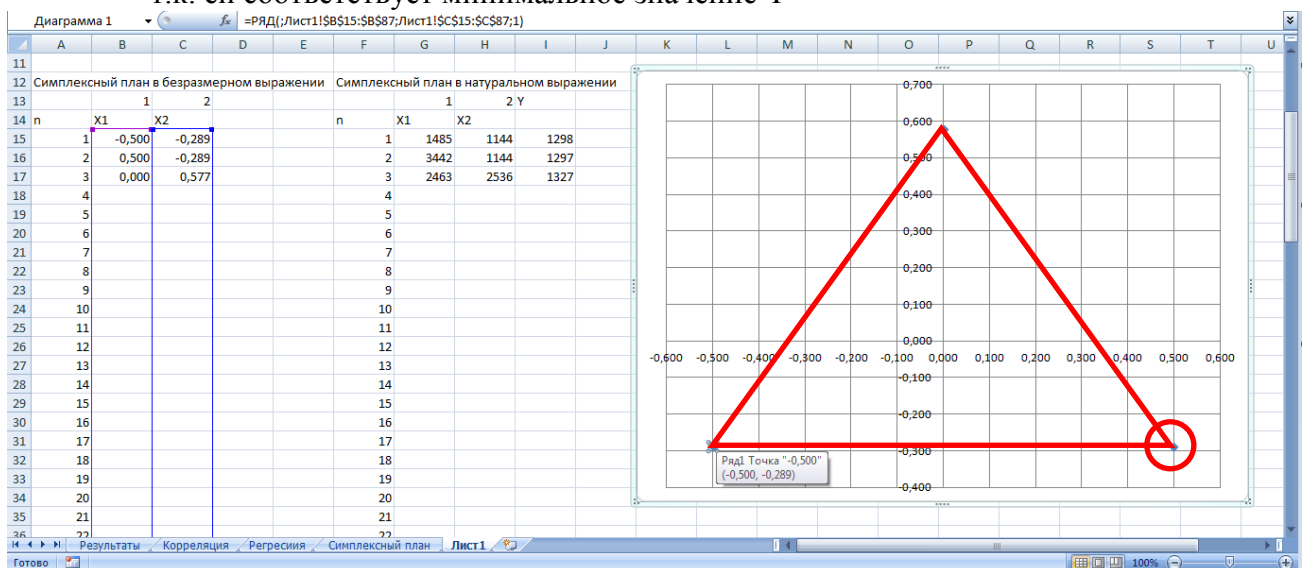 т.к. ей соответствует минимальное значение Y
Диаграмма 1 fx =РЯД(;Лист1!$B$15:$B$87;Лист1!$C$15:$C$87;1)
A B C D E F G H I J K L M N O P Q R S T U
11
12 Симплексный план в безразмерном выражении Симплексный план в натуральном выражении
13 1 2 1 2 Y
14 n X1 X2 n X1 X2
15 1 -0,500 -0,289 1 1485 1144 1298
16 2 0,500 -0,289 2 3442 1144 1297
17 3 0,000 0,577 3 2463 2536 1327
18 4 4
19 5 5
20 6 6
21 7 7
22 8 8
23 9 9
24 10 10
25 11 11
26 12 12
27 13 13
28 14 14
29 15 15
30 16 16
31 17 17
32 18 18
33 19 19
34 20 20
35 21 21
36 22 22
0,700
0,600
0,500
0,400
0,300
0,200
0,100
0,000
-0,600 -0,500 -0,400 -0,300 -0,200 -0,100 0,000 0,100 0,200 0,300 0,400 0,500 0,600
-0,100
-0,200
-0,300
-0,400
Ряд1 Точка "-0,500"
(-0,500, -0,289)
Результаты Корреляция Регресиия Симплексный план Лист1
Готово 100%